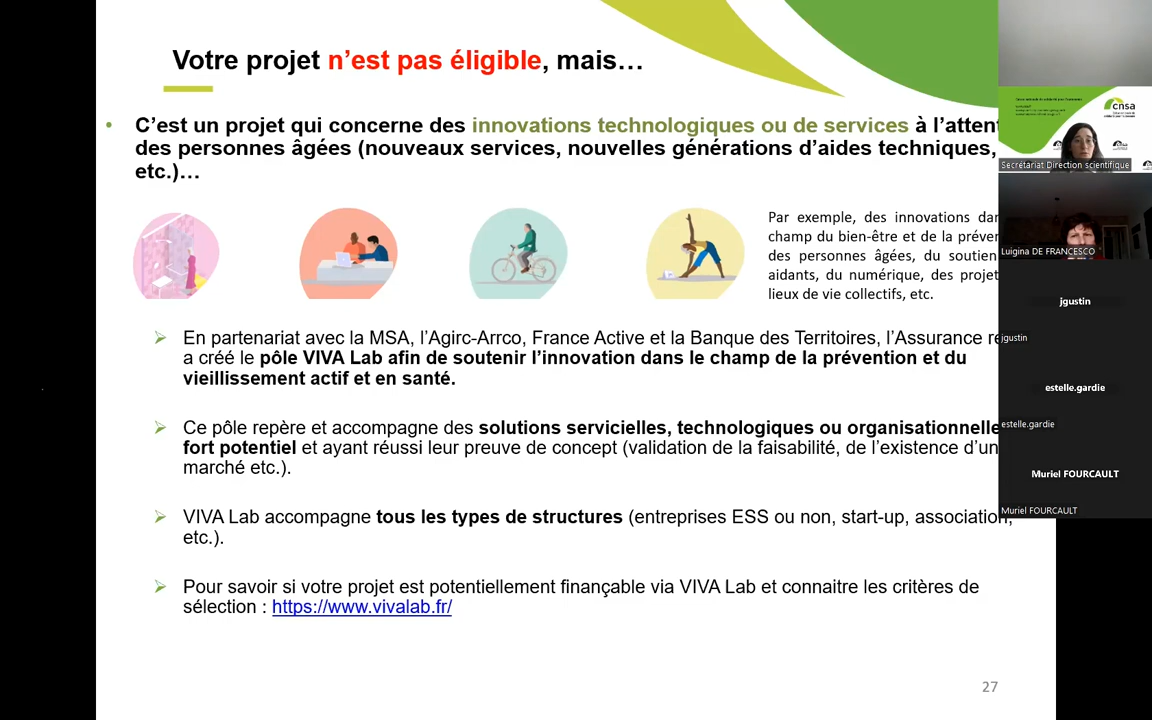 Votre projet n’est pas éligible, mais…
• C’est un projet qui concerne des innovations technologiques ou de services à l’attent
des personnes âgées (nouveaux services, nouvelles générations d’aides techniques,
etc.)…
Par exemple, des innovations dan
champ du bien-être et de la préven
des personnes âgées, du soutien
aidants, du numérique, des projet
lieux de vie collectifs, etc.
En partenariat avec la MSA, l’Agirc-Arrco, France Active et la Banque des Territoires, l’Assurance re
a créé le pôle VIVA Lab afin de soutenir l’innovation dans le champ de la prévention et du
vieillissement actif et en santé.
Ce pôle repère et accompagne des solutions servicielles, technologiques ou organisationnelle
fort potentiel et ayant réussi leur preuve de concept (validation de la faisabilité, de l’existence d’un
marché etc.).
VIVA Lab accompagne tous les types de structures (entreprises ESS ou non, start-up, association,
etc.).
Pour savoir si votre projet est potentiellement finançable via VIVA Lab et connaitre les critères de
sélection : https://www.vivalab.fr/
27
cnsa
Secrétariat Direction scientifique
Luigina DE FRANCESCO
jgustin
jgustin
estelle.gardie
estelle.gardie
Muriel FOURCAULT
Muriel FOURCAULT